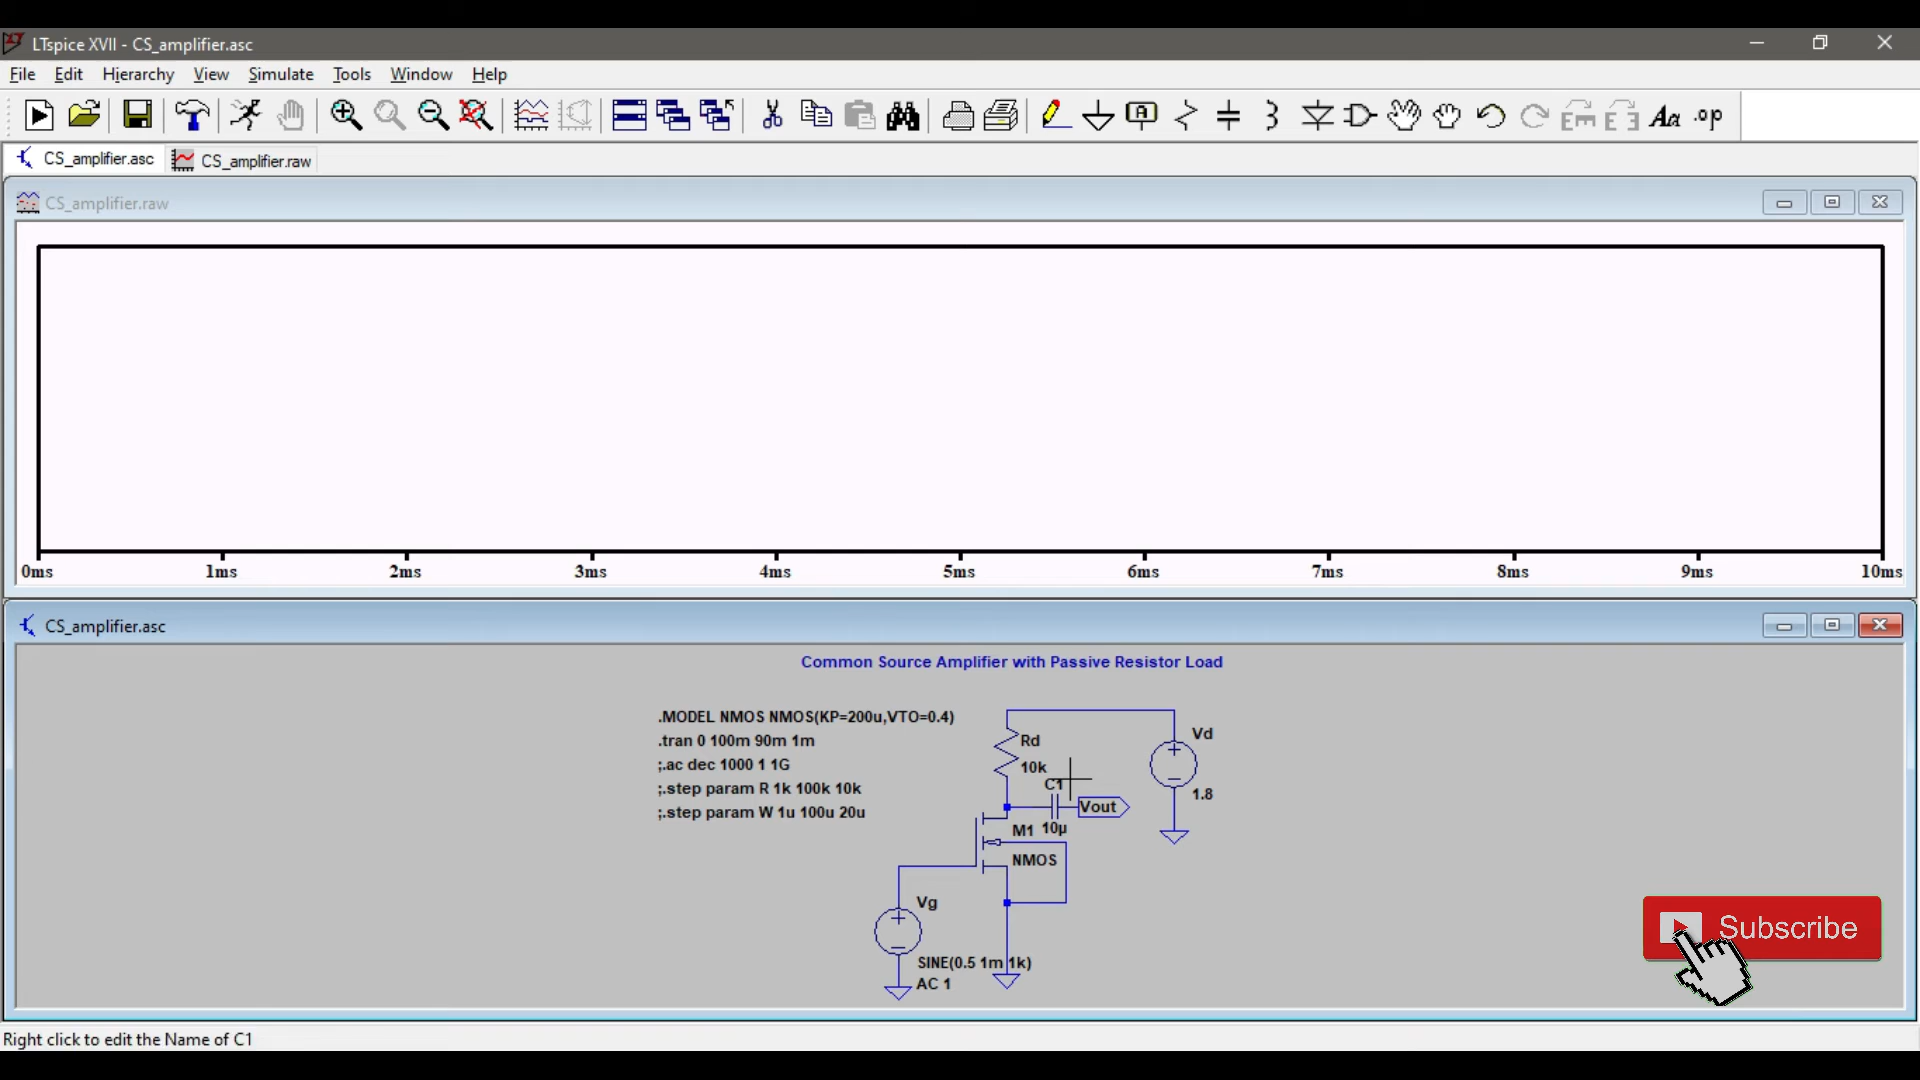 LTspice XVII - CS_amplifier.asc
File Edit Hierarchy View Simulate Tools Window Help
A Aa .op
CS_amplifier.asc CS_amplifier.raw
CS_amplifier.raw
0ms 1ms 2ms 3ms 4ms 5ms 6ms 7ms 8ms 9ms 10ms
CS_amplifier.asc
Common Source Amplifier with Passive Resistor Load
.MODEL NMOS NMOS(KP=200u,VTO=0.4)
.tran 0 100m 90m 1m
;.ac dec 1000 1 1G
;.step param R 1k 100k 10k
;.step param W 1u 100u 20u
Rd
10k
C1
10µ
Vout
Vd
1.8
M1
NMOS
Vg
SINE(0.5 1m 1k)
AC 1
Subscribe
Right click to edit the Name of C1